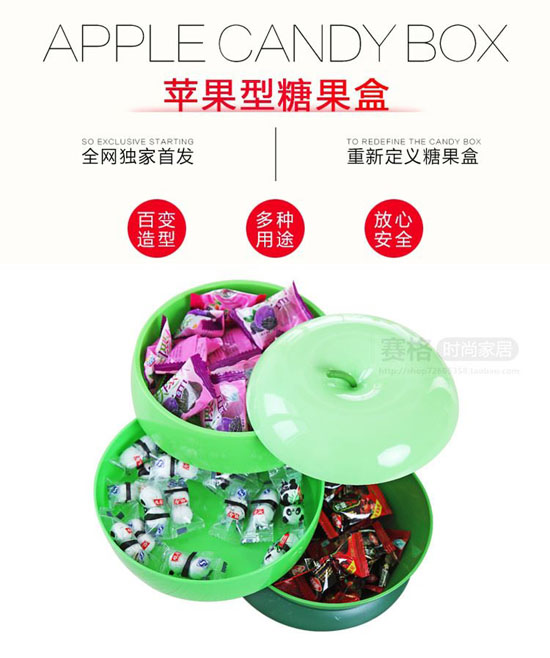 APPLE CANDY BOX
苹果型糖果盒
SO EXCLUSIVE STARTING
全网独家首发
TO REDEFINE THE CANDY BOX
重新定义糖果盒
百变
造型
多种
用途
放心
安全
赛格 时尚家居